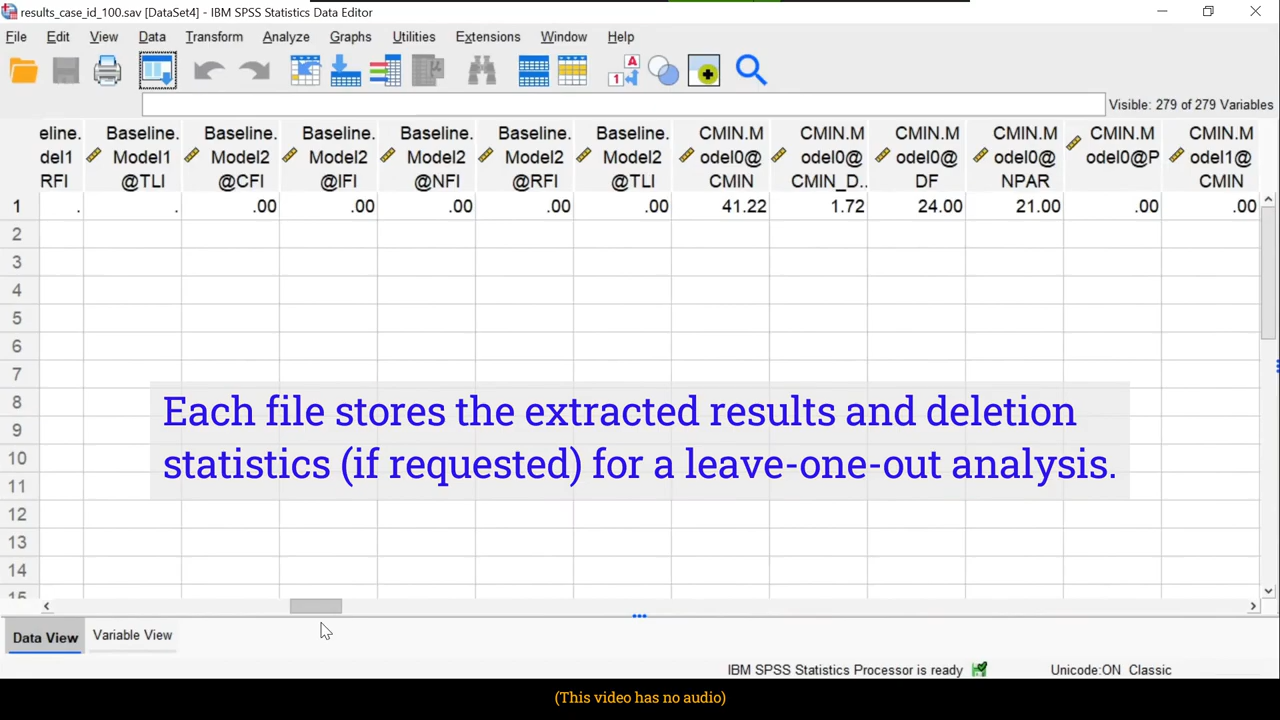 results_case_id_100.sav [DataSet4] - IBM SPSS Statistics Data Editor
File Edit View Data Transform Analyze Graphs Utilities Extensions Window Help
Visible: 279 of 279 Variables
eline. Baseline. Baseline. Baseline. Baseline. Baseline. Baseline. CMIN.M CMIN.M CMIN.M CMIN.M CMIN.M CMIN.M
del1 Model1 Model2 Model2 Model2 Model2 Model2 odel0@ odel0@ odel0@ odel0@ odel0@P odel1@
RFI @TLI @CFI @IFI @NFI @RFI @TLI CMIN CMIN_D.. DF NPAR CMIN
1 . . .00 .00 .00 .00 .00 41.22 1.72 24.00 21.00 .00 .00
2
3
4
5
6
7
8
Each file stores the extracted results and deletion
9
10
statistics (if requested) for a leave-one-out analysis.
11
12
13
14
15
Data View Variable View
IBM SPSS Statistics Processor is ready Unicode:ON Classic
(This video has no audio)